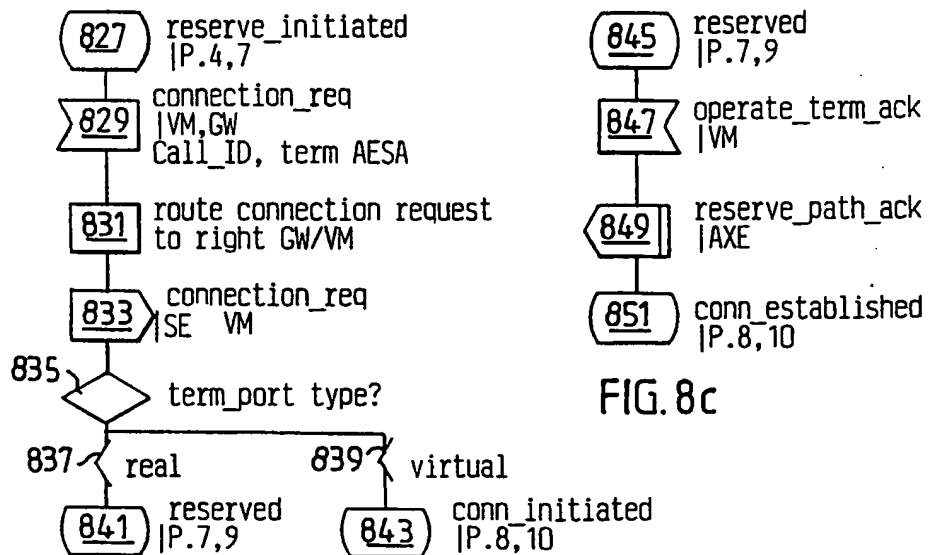 827 reserve_initiated
|P.4,7
829 connection_req
|VM,GW
Call_ID, term AESA
831 route connection request
to right GW/VM
833 connection_req
|SE VM
835 term_port type?
837 real
839 virtual
841 reserved
|P.7,9
843 conn_initiated
|P.8,10
845 reserved
|P.7,9
847 operate_term_ack
|VM
849 reserve_path_ack
|AXE
851 conn_established
|P.8,10
FIG. 8c